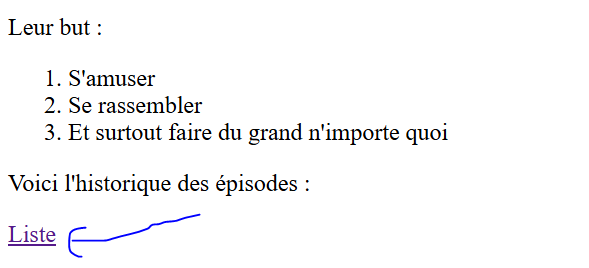 Leur but :
1. S'amuser
2. Se rassembler
3. Et surtout faire du grand n'importe quoi
Voici l'historique des épisodes :
Liste